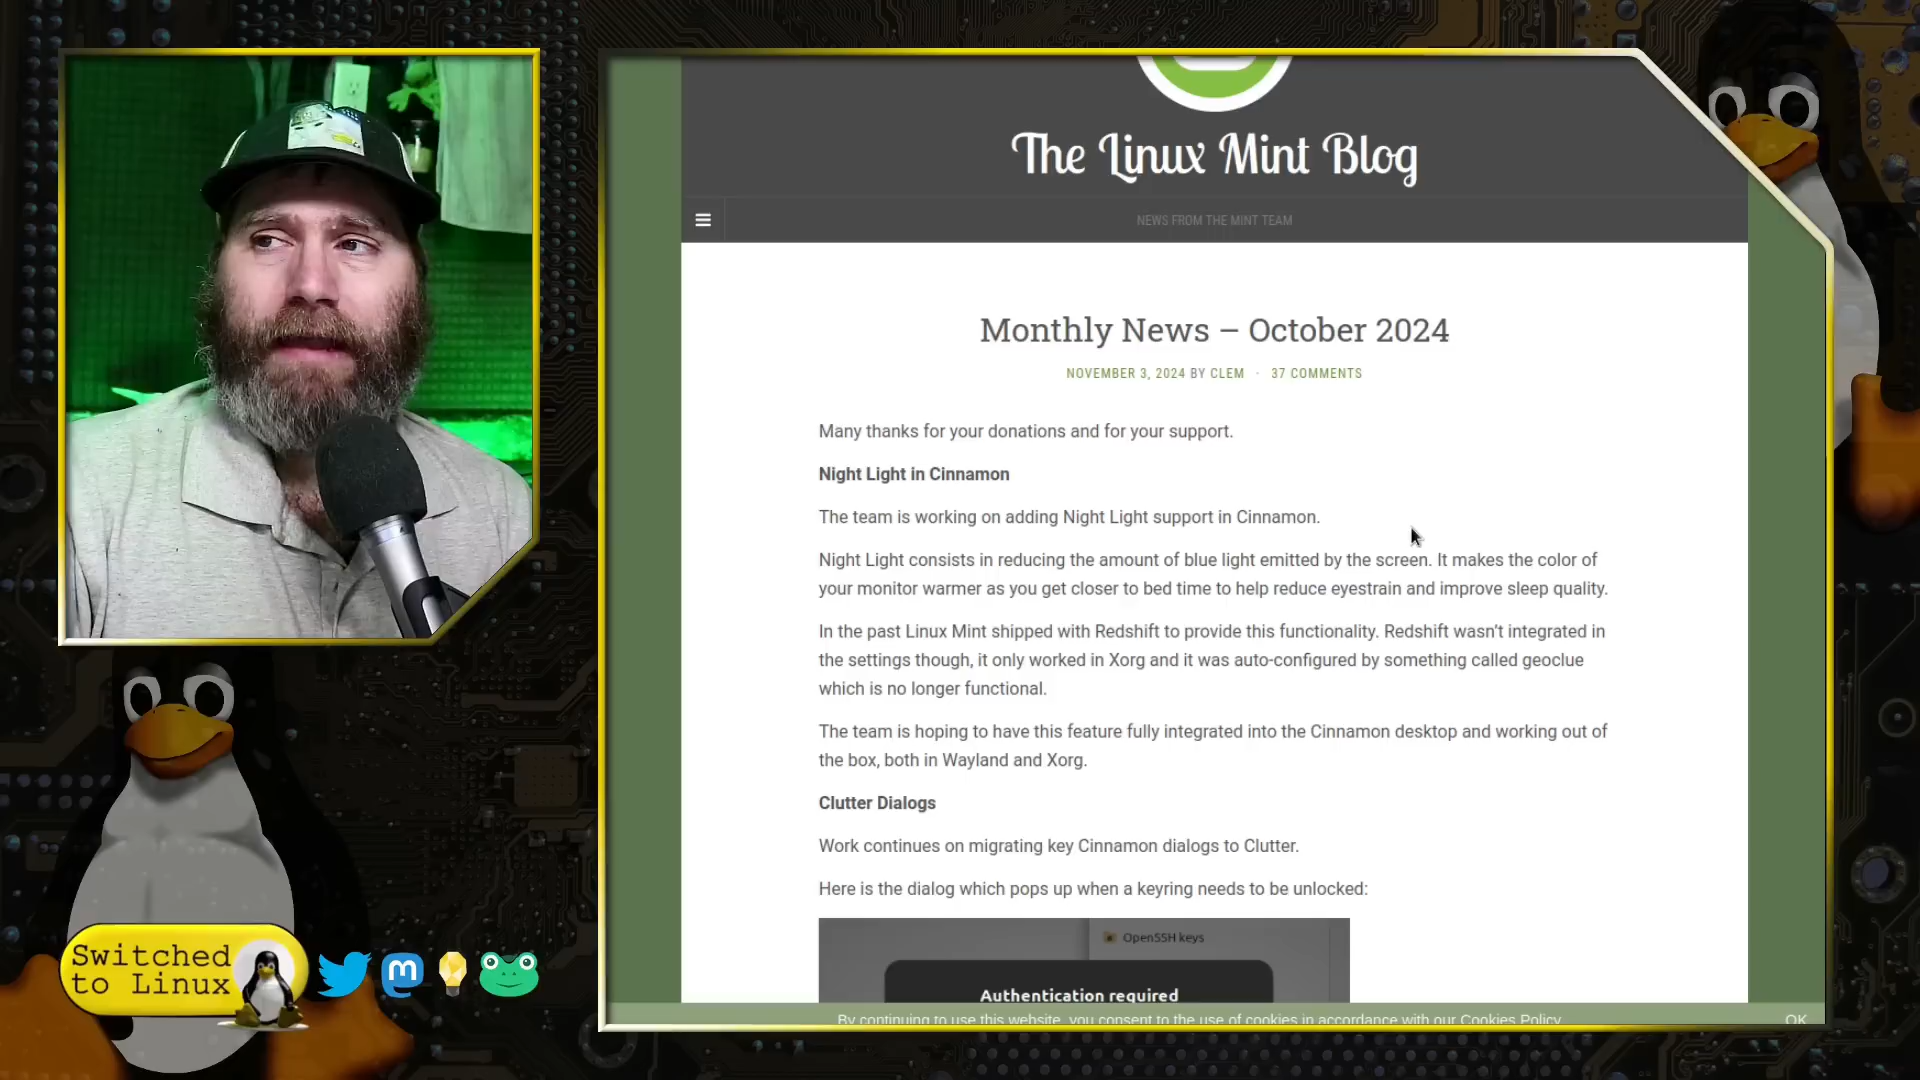 The Linux Mint Blog
NEWS FROM THE MINT TEAM
Monthly News – October 2024
NOVEMBER 3, 2024 BY CLEM · 37 COMMENTS
Many thanks for your donations and for your support.
Night Light in Cinnamon
The team is working on adding Night Light support in Cinnamon.
Night Light consists in reducing the amount of blue light emitted by the screen. It makes the color of
your monitor warmer as you get closer to bed time to help reduce eyestrain and improve sleep quality.
In the past Linux Mint shipped with Redshift to provide this functionality. Redshift wasn’t integrated in
the settings though, it only worked in Xorg and it was auto-configured by something called geoclue
which is no longer functional.
The team is hoping to have this feature fully integrated into the Cinnamon desktop and working out of
the box, both in Wayland and Xorg.
Clutter Dialogs
Work continues on migrating key Cinnamon dialogs to Clutter.
Here is the dialog which pops up when a keyring needs to be unlocked:
OpenSSH keys
Authentication required
By continuing to use this website, you consent to the use of cookies in accordance with our Cookies Policy.
OK
Switched
to Linux